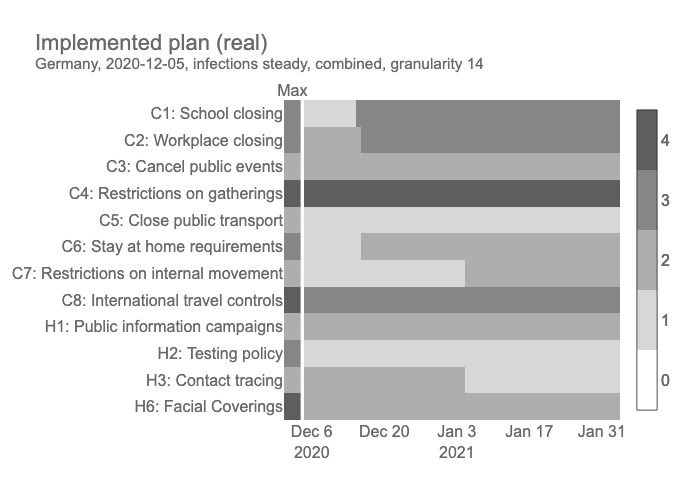 Implemented plan (real)
Germany, 2020-12-05, infections steady, combined, granularity 14
Max
C1: School closing
C2: Workplace closing
C3: Cancel public events
C4: Restrictions on gatherings
C5: Close public transport
C6: Stay at home requirements
C7: Restrictions on internal movement
C8: International travel controls
H1: Public information campaigns
H2: Testing policy
H3: Contact tracing
H6: Facial Coverings
4
3
2
1
0
Dec 6 Dec 20 Jan 3 Jan 17 Jan 31
2020 2021